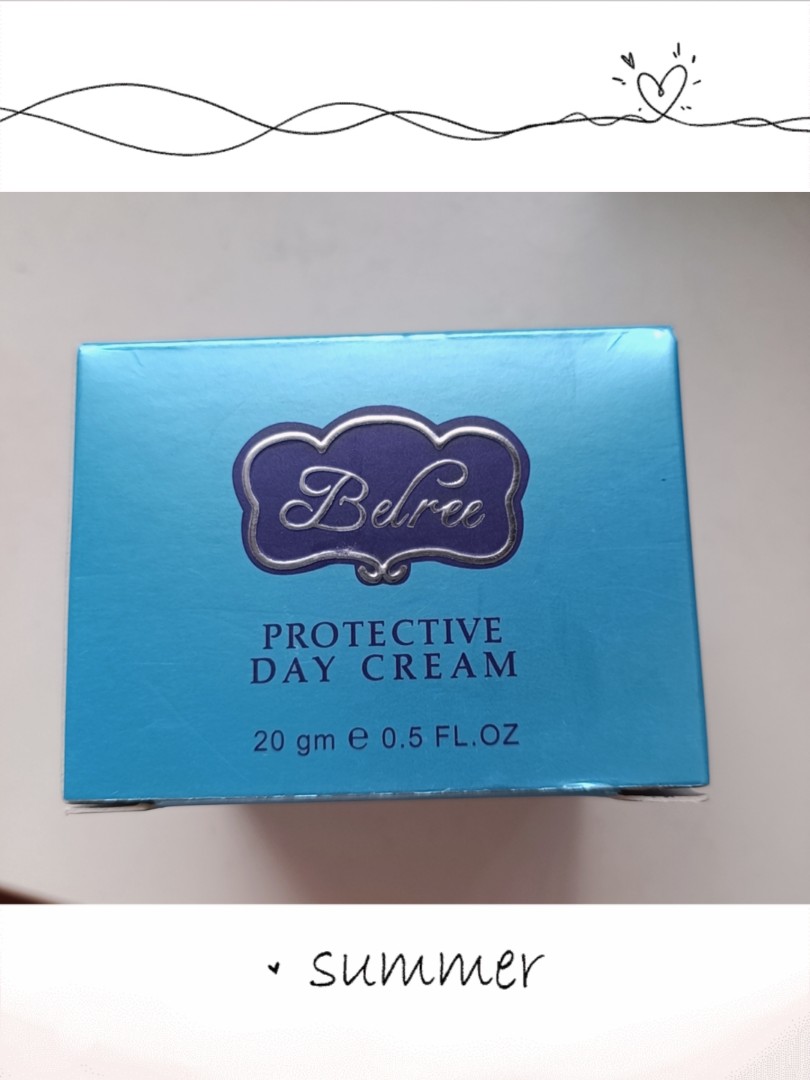 Belree
PROTECTIVE
DAY CREAM
20 gm ℮ 0.5 FL.OZ
summer